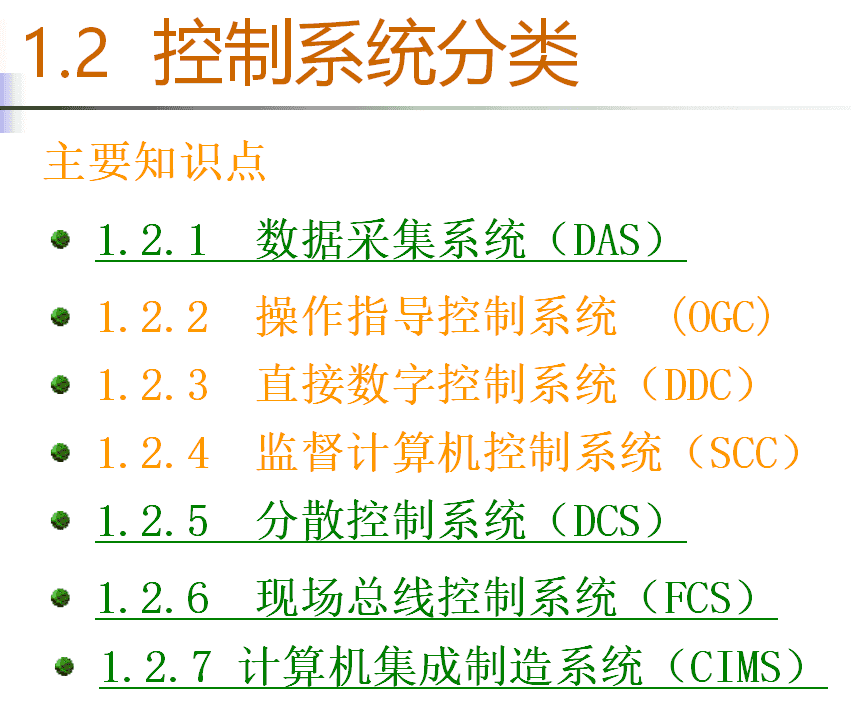 1.2 控制系统分类
主要知识点
1.2.1 数据采集系统（DAS）
1.2.2 操作指导控制系统 (OGC)
1.2.3 直接数字控制系统（DDC）
1.2.4 监督计算机控制系统（SCC）
1.2.5 分散控制系统（DCS）
1.2.6 现场总线控制系统（FCS）
1.2.7 计算机集成制造系统（CIMS）